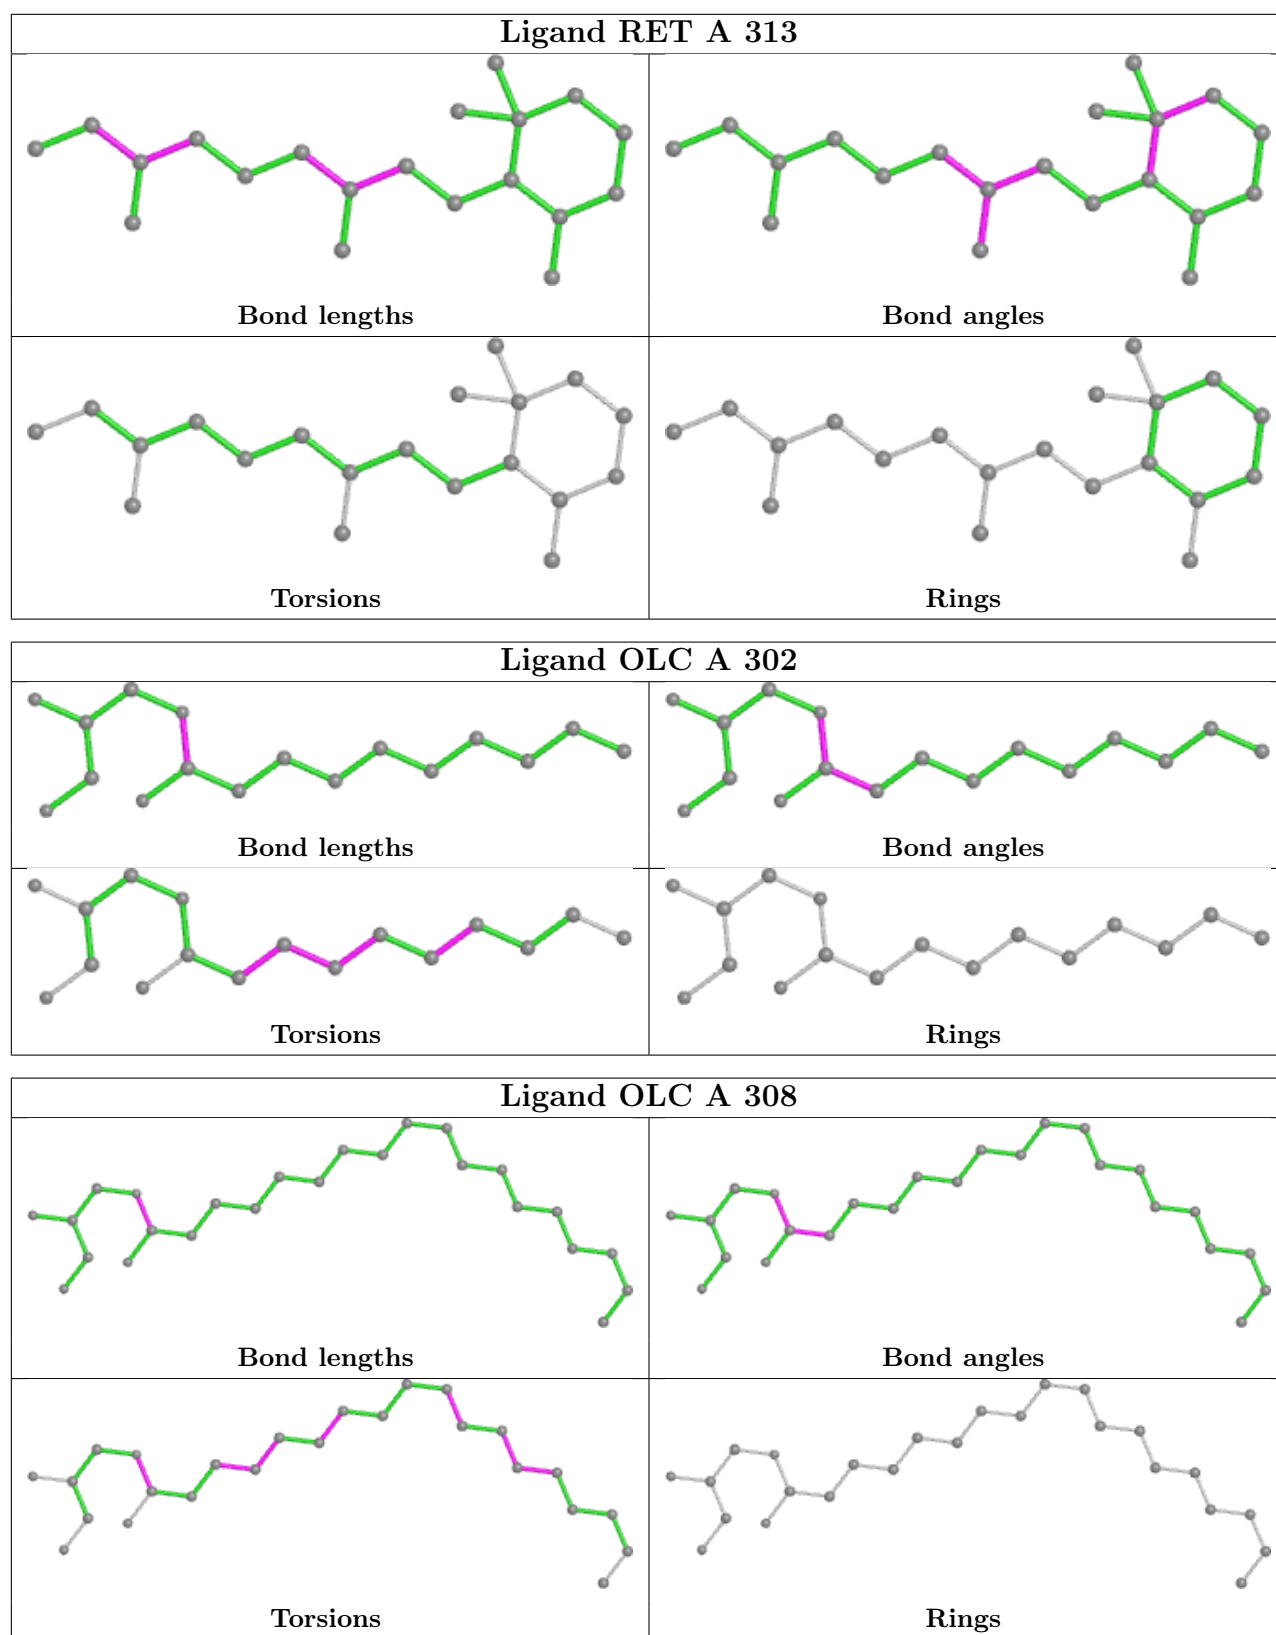 Ligand RET A 313
Bond lengths
Bond angles
Torsions
Rings
Ligand OLC A 302
Bond lengths
Bond angles
Torsions
Rings
Ligand OLC A 308
Bond lengths
Bond angles
Torsions
Rings